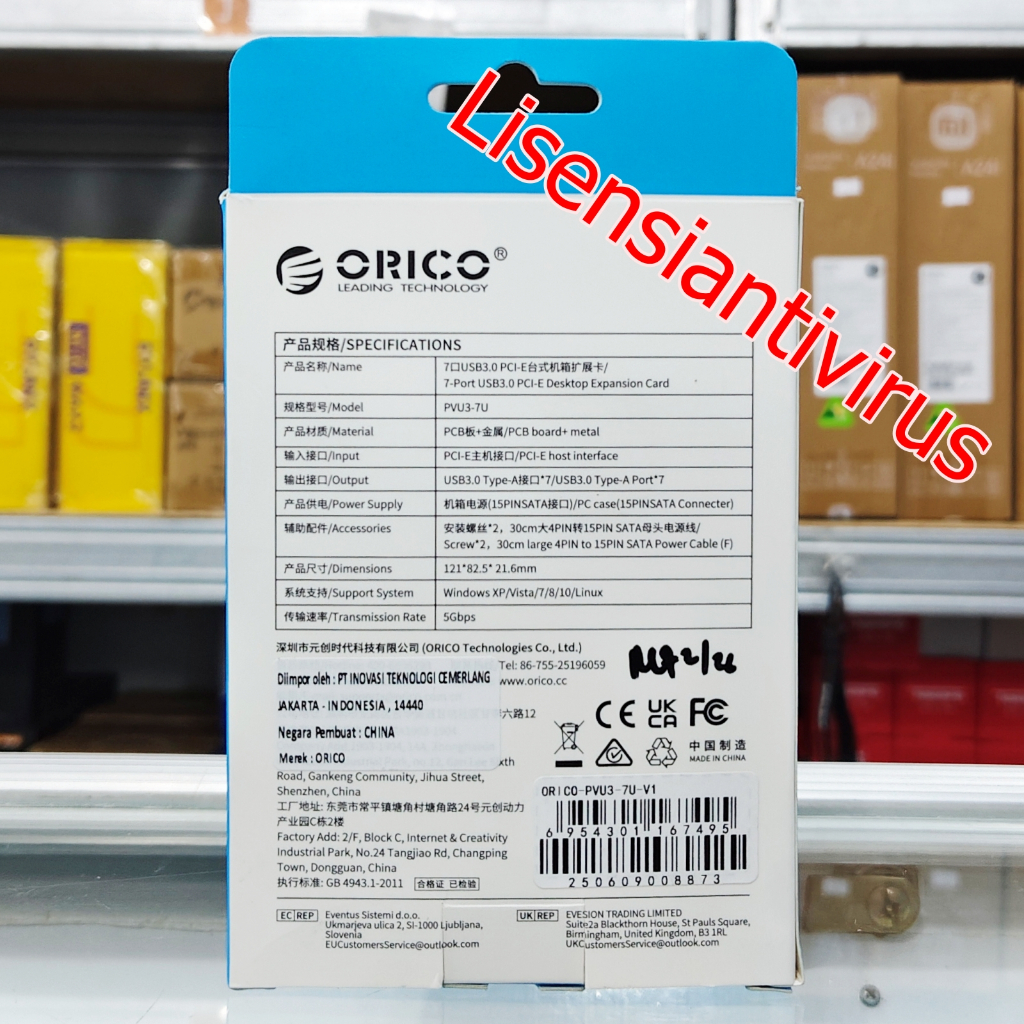 Lisensiantivirus
ORICO®
LEADING TECHNOLOGY
产品规格/SPECIFICATIONS
产品名称/Name
7口USB3.0 PCI-E台式机箱扩展卡/
7-Port USB3.0 PCI-E Desktop Expansion Card
规格型号/Model
PVU3-7U
产品材质/Material
PCB板+金属/PCB board+ metal
输入接口/Input
PCI-E主机接口/PCI-E host interface
输出接口/Output
USB3.0 Type-A接口*7/USB3.0 Type-A Port*7
产品供电/Power Supply
机箱电源(15PINSATA接口)/PC case(15PINSATA Connecter)
辅助配件/Accessories
安装螺丝*2，30cm大4PIN转15PIN SATA母头电源线/
Screw*2，30cm large 4PIN to 15PIN SATA Power Cable (F)
产品尺寸/Dimensions
121*82.5* 21.6mm
系统支持/Support System
Windows XP/Vista/7/8/10/Linux
传输速率/Transmission Rate
5Gbps
深圳市元创时代科技有限公司 (ORICO Technologies Co., Ltd.)
Tel: 86-755-25196059
www.orico.cc
Diimpor oleh : PT INOVASI TEKNOLOGI CEMERLANG
JAKARTA - INDONESIA , 14440
六路12
Negara Pembuat : CHINA
Merek : ORICO
Road, Gankeng Community, Jihua Street,
Shenzhen, China
工厂地址: 东莞市常平镇塘角村塘角路24号元创动力
产业园C栋2楼
Factory Add: 2/F, Block C, Internet & Creativity
Industrial Park, No.24 Tangjiao Rd, Changping
Town, Dongguan, China
执行标准: GB 4943.1-2011 合格证 已检验
CE UK CA FC
中国制造
MADE IN CHINA
ORICO-PVU3-7U-V1
6 954301 167495
250609008873
EC REP Eventus Sistemi d.o.o.
Ukmarjeva ulica 2, SI-1000 Ljubljana,
Slovenia
EUCustomersService@outlook.com
UK REP EVESION TRADING LIMITED
Suite2a Blackthorn House, St Pauls Square,
Birmingham, United Kingdom, B3 1RL
UKCustomersService@outlook.com